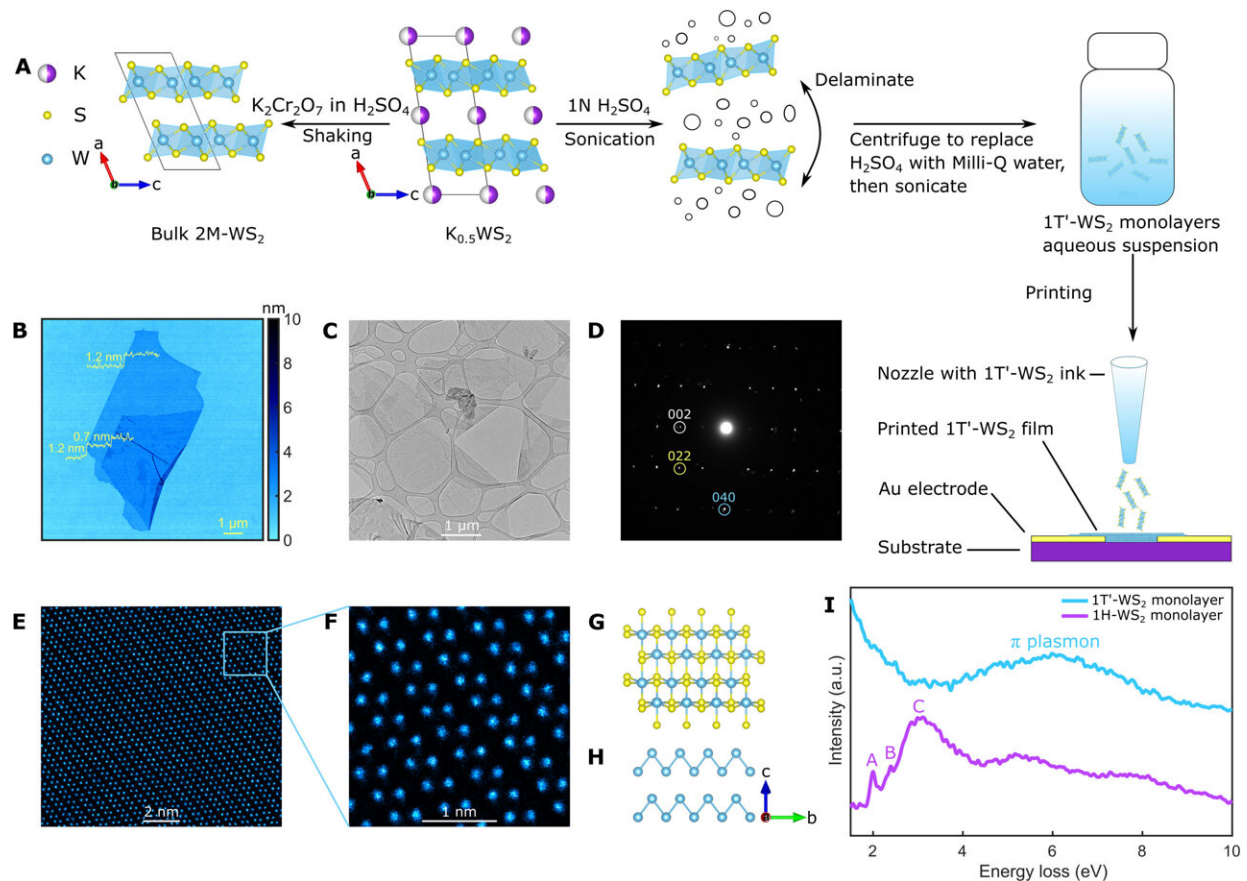 A
K
S
W
a
b
c
Bulk 2M-WS₂
K₂Cr₂O₇ in H₂SO₄
Shaking
a
b
c
K₀.₅WS₂
1N H₂SO₄
Sonication
Delaminate
Centrifuge to replace
H₂SO₄ with Milli-Q water,
then sonicate
1T'-WS₂ monolayers
aqueous suspension
Printing
Nozzle with 1T'-WS₂ ink
Printed 1T'-WS₂ film
Au electrode
Substrate
B
1.2 nm
0.7 nm
1.2 nm
1 μm
nm
10
8
6
4
2
0
C
1 μm
D
002
022
040
E
2 nm
F
1 nm
G
H
c
a
b
I
1T'-WS₂ monolayer
1H-WS₂ monolayer
π plasmon
A
B
C
Intensity (a.u.)
2
4
6
8
10
Energy loss (eV)